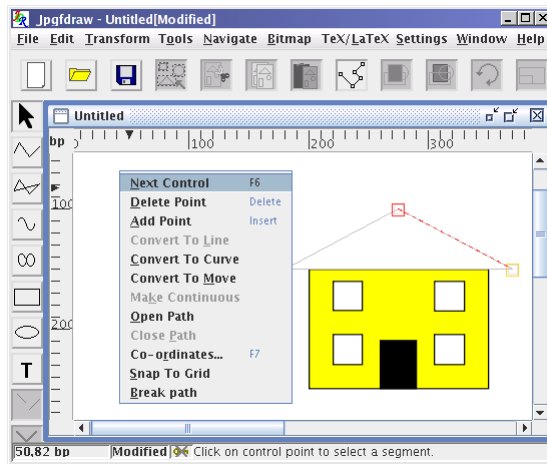 Jpgfdraw - Untitled[Modified]
File Edit Transform Tools Navigate Bitmap TeX/LaTeX Settings Window Help
Untitled
bp
100 200 300
100
200
Next Control F6
Delete Point Delete
Add Point Insert
Convert To Line
Convert To Curve
Convert To Move
Make Continuous
Open Path
Close Path
Co-ordinates... F7
Snap To Grid
Break path
T
50,82 bp Modified Click on control point to select a segment.